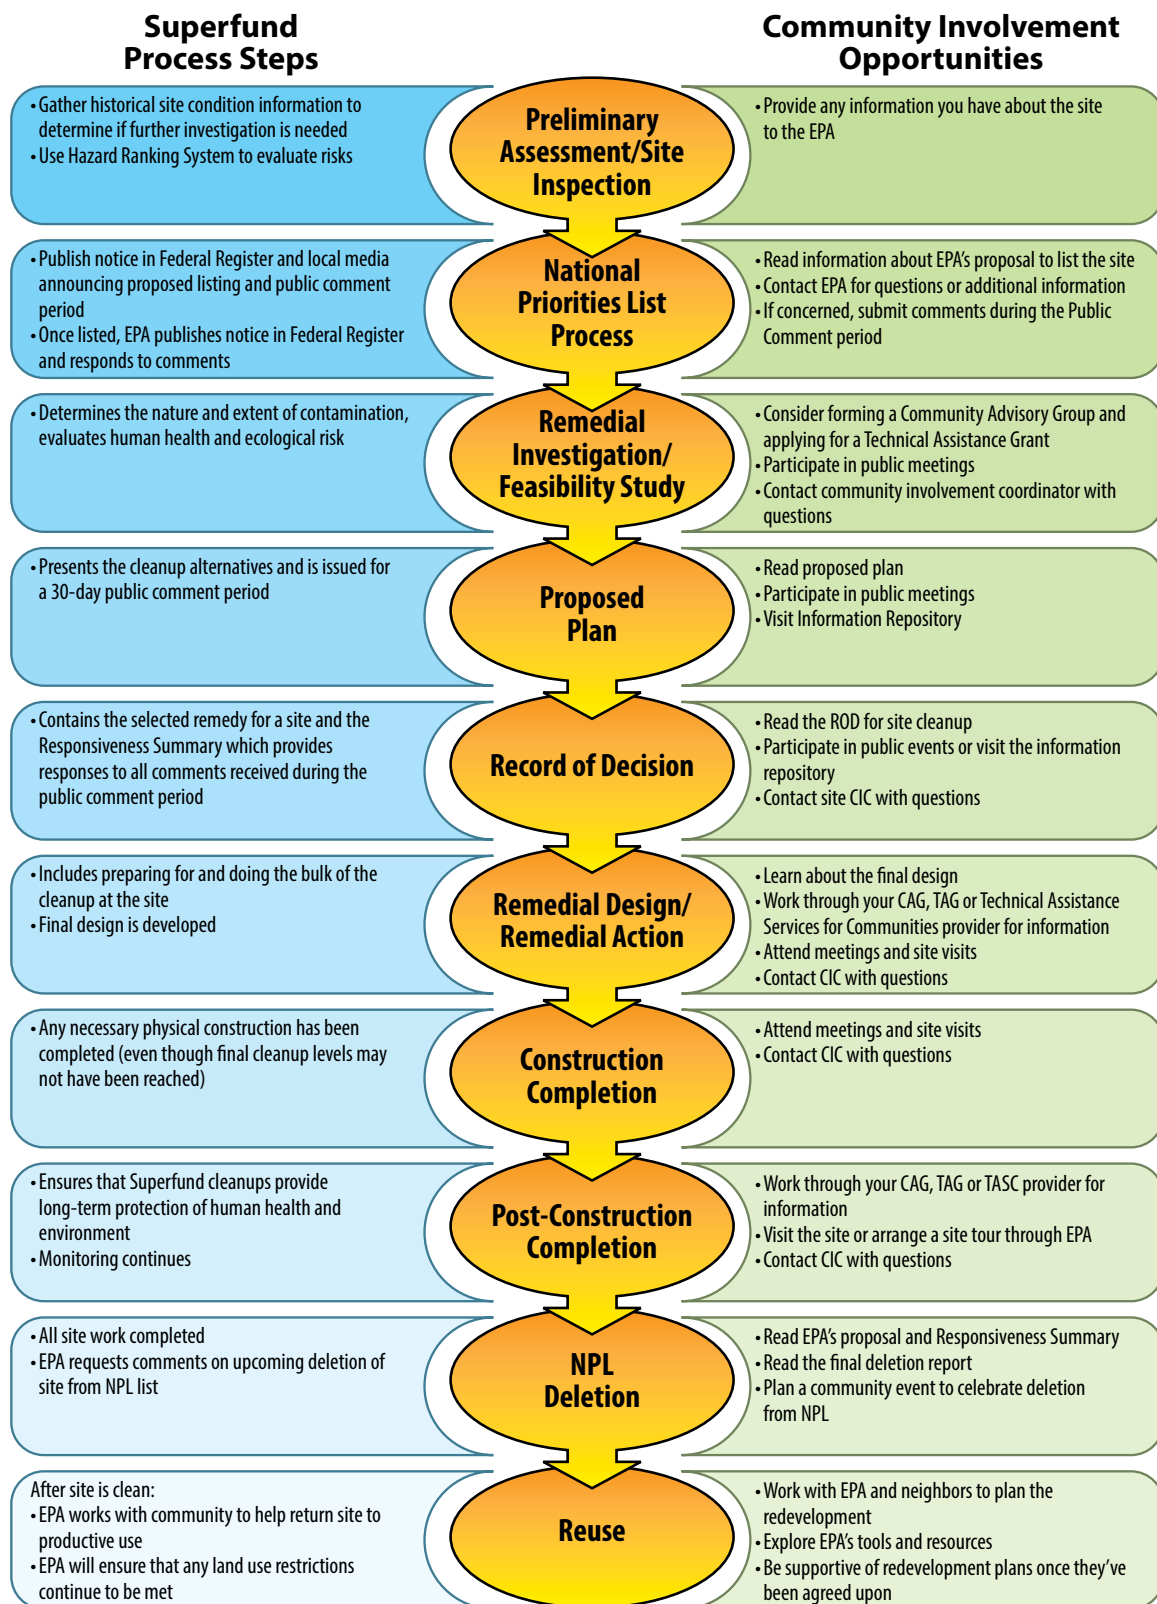 Superfund
Process Steps
Community Involvement
Opportunities
• Gather historical site condition information to
determine if further investigation is needed
• Use Hazard Ranking System to evaluate risks
Preliminary
Assessment/Site
Inspection
• Provide any information you have about the site
to the EPA
• Publish notice in Federal Register and local media
announcing proposed listing and public comment
period
• Once listed, EPA publishes notice in Federal Register
and responds to comments
National
Priorities List
Process
• Read information about EPA's proposal to list the site
• Contact EPA for questions or additional information
• If concerned, submit comments during the Public
Comment period
• Determines the nature and extent of contamination,
evaluates human health and ecological risk
Remedial
Investigation/
Feasibility Study
• Consider forming a Community Advisory Group and
applying for a Technical Assistance Grant
• Participate in public meetings
• Contact community involvement coordinator with
questions
• Presents the cleanup alternatives and is issued for
a 30-day public comment period
Proposed
Plan
• Read proposed plan
• Participate in public meetings
• Visit Information Repository
• Contains the selected remedy for a site and the
Responsiveness Summary which provides
responses to all comments received during the
public comment period
Record of Decision
• Read the ROD for site cleanup
• Participate in public events or visit the information
repository
• Contact site CIC with questions
• Includes preparing for and doing the bulk of the
cleanup at the site
• Final design is developed
Remedial Design/
Remedial Action
• Learn about the final design
• Work through your CAG, TAG or Technical Assistance
Services for Communities provider for information
• Attend meetings and site visits
• Contact CIC with questions
• Any necessary physical construction has been
completed (even though final cleanup levels may
not have been reached)
Construction
Completion
• Attend meetings and site visits
• Contact CIC with questions
• Ensures that Superfund cleanups provide
long-term protection of human health and
environment
• Monitoring continues
Post-Construction
Completion
• Work through your CAG, TAG or TASC provider for
information
• Visit the site or arrange a site tour through EPA
• Contact CIC with questions
• All site work completed
• EPA requests comments on upcoming deletion of
site from NPL list
NPL
Deletion
• Read EPA's proposal and Responsiveness Summary
• Read the final deletion report
• Plan a community event to celebrate deletion
from NPL
After site is clean:
• EPA works with community to help return site to
productive use
• EPA will ensure that any land use restrictions
continue to be met
Reuse
• Work with EPA and neighbors to plan the
redevelopment
• Explore EPA's tools and resources
• Be supportive of redevelopment plans once they've
been agreed upon